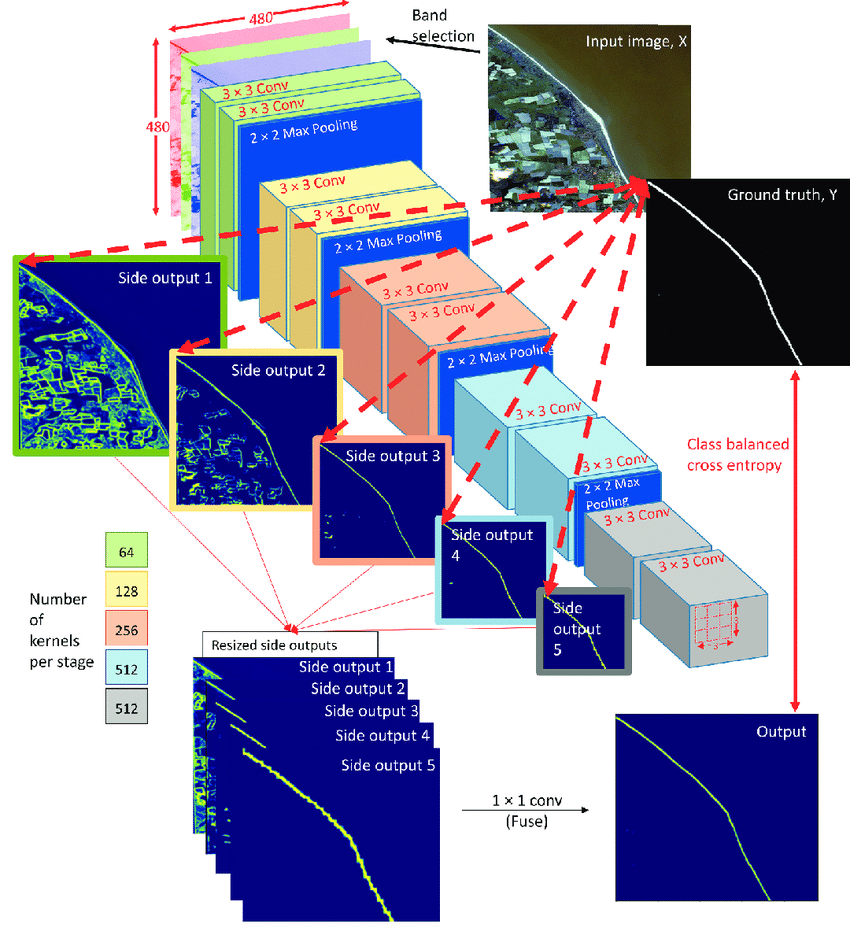 480
Band
selection
Input image, X
480
3 × 3 Conv
3 × 3 Conv
2 × 2 Max Pooling
Ground truth, Y
3 × 3 Conv
3 × 3 Conv
2 × 2 Max Pooling
Side output 1
3 × 3 Conv
3 × 3 Conv
2 × 2 Max Pooling
Side output 2
3 × 3 Conv
3 × 3 Conv
2 × 2 Max
Pooling
Side output 3
Class balanced
cross entropy
3 × 3 Conv
3 × 3 Conv
Side output
4
Side
output
5
3
3
Number
of
kernels
per stage
64
128
256
512
512
Resized side outputs
Side output 1
Side output 2
Side output 3
Side output 4
Side output 5
1 × 1 conv
(Fuse)
Output